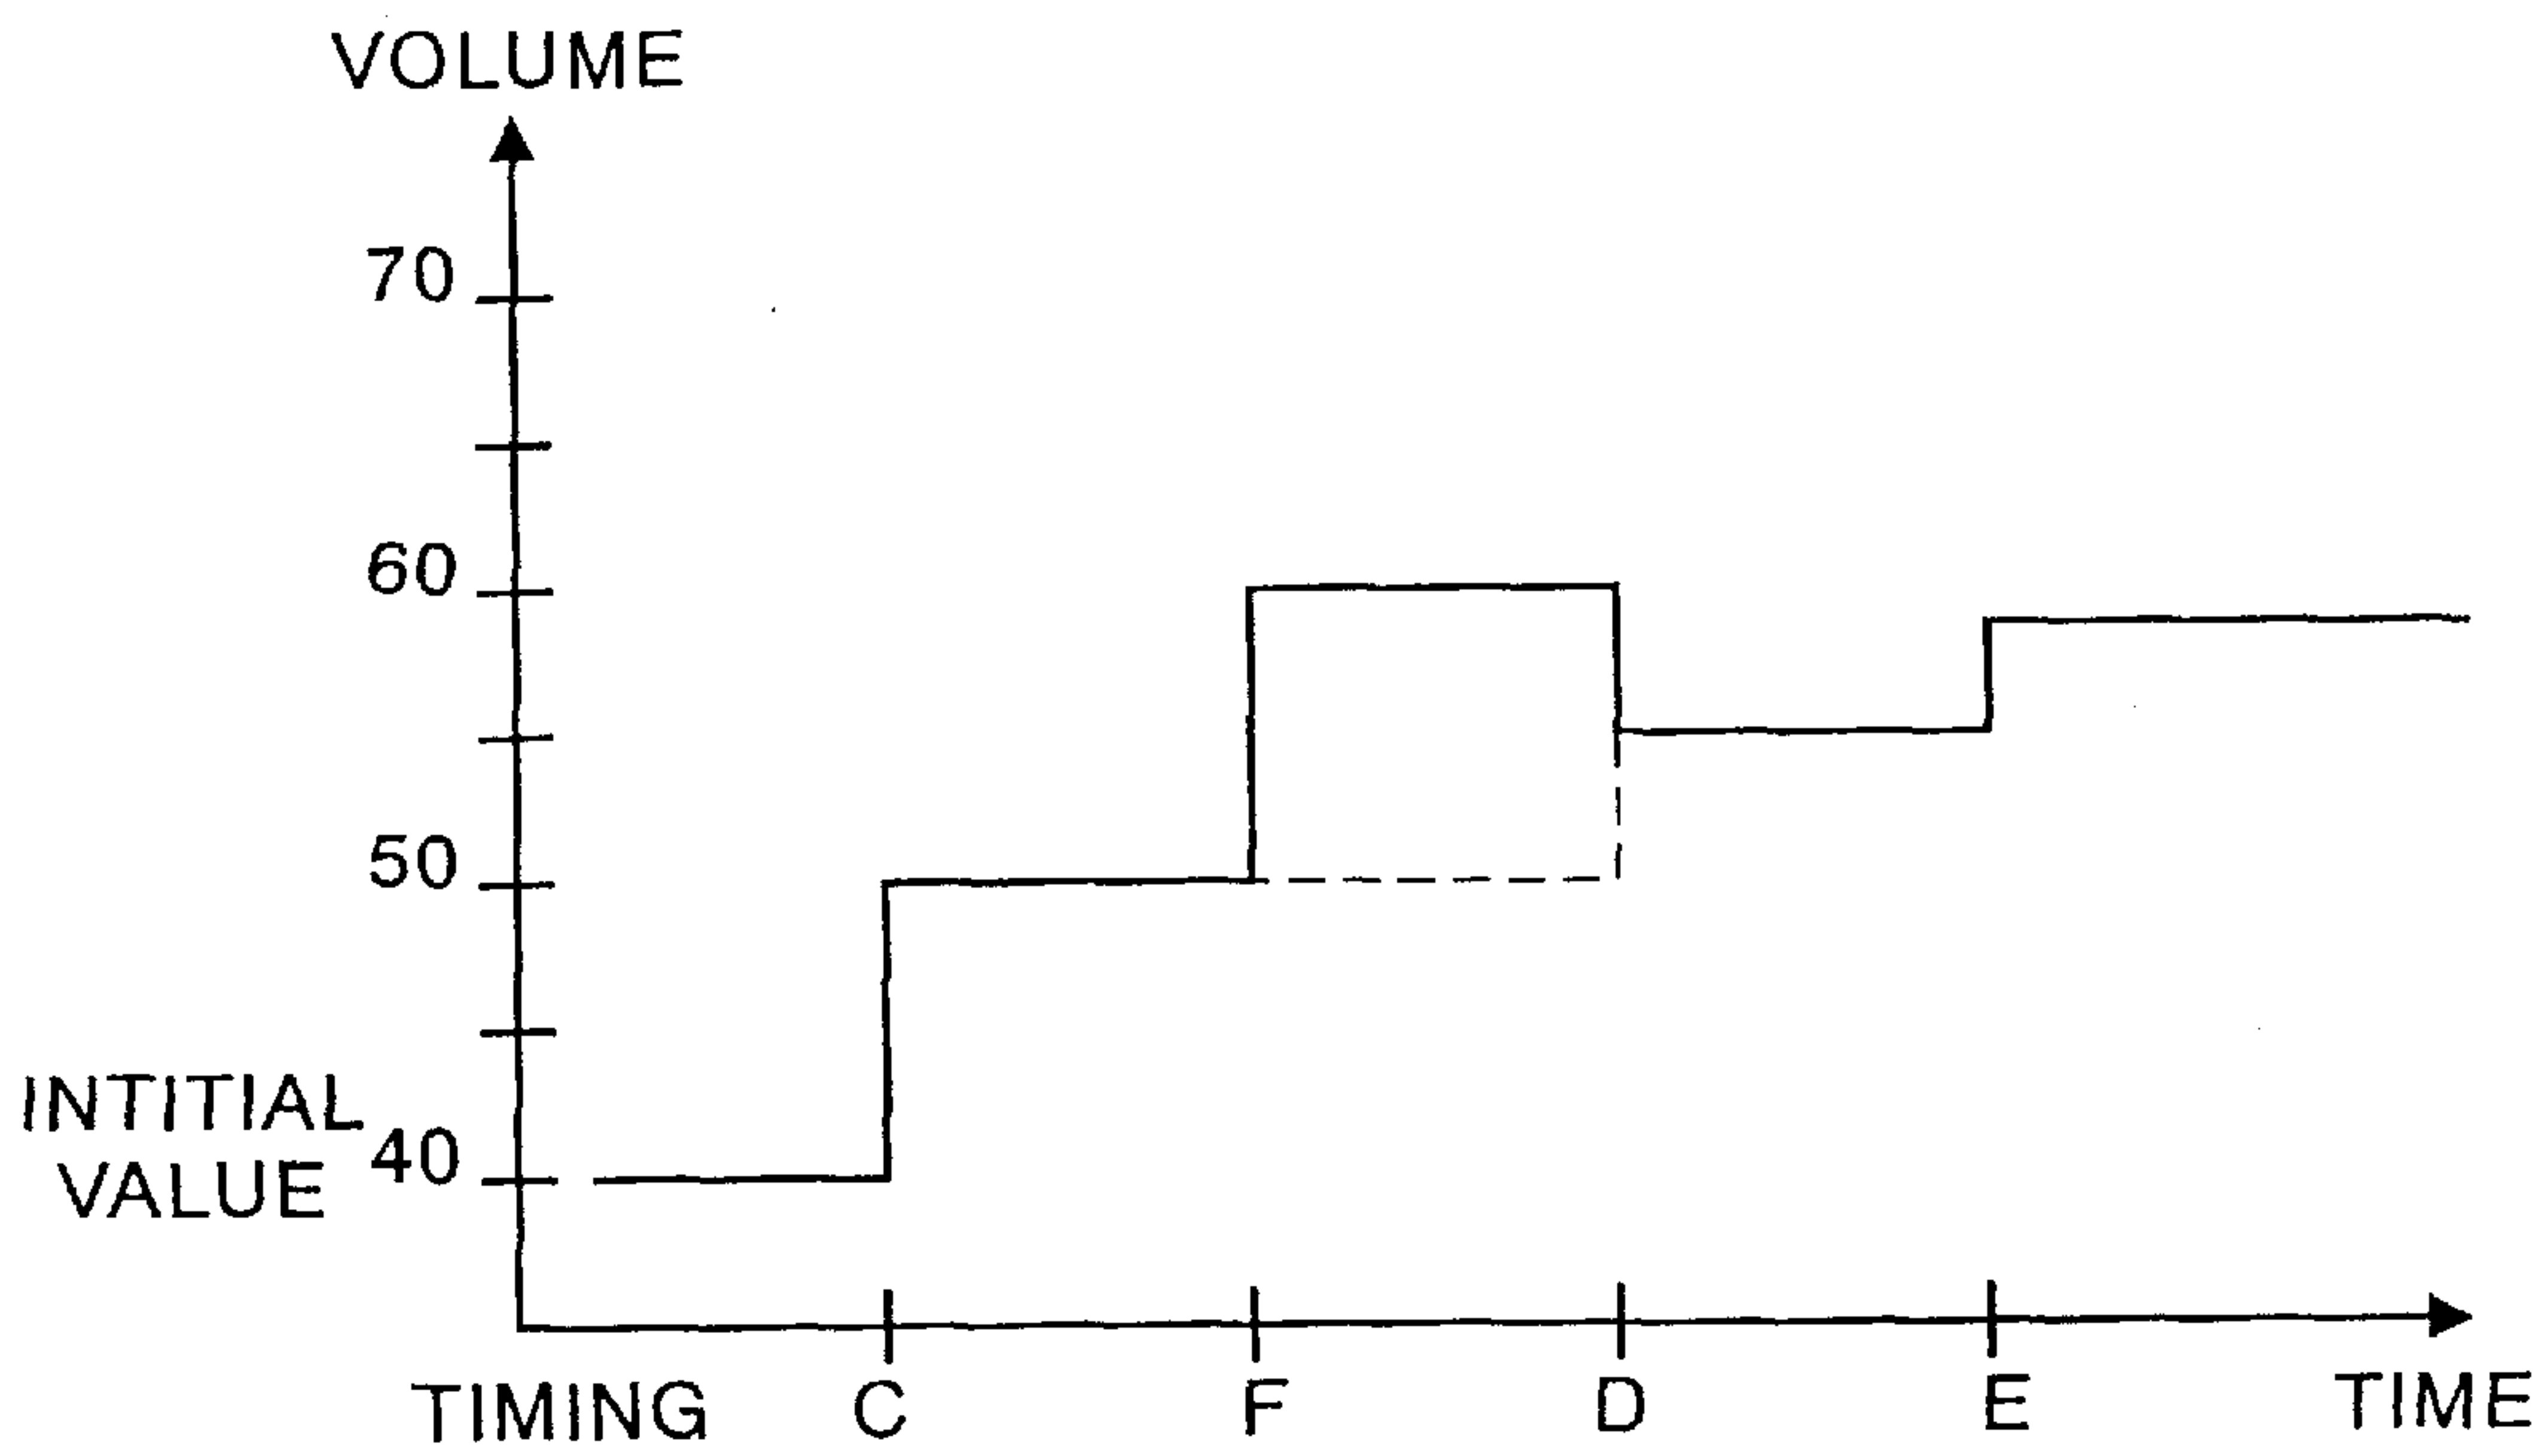 VOLUME
70
60
50
INTITIAL
VALUE
40
TIMING C F D E TIME